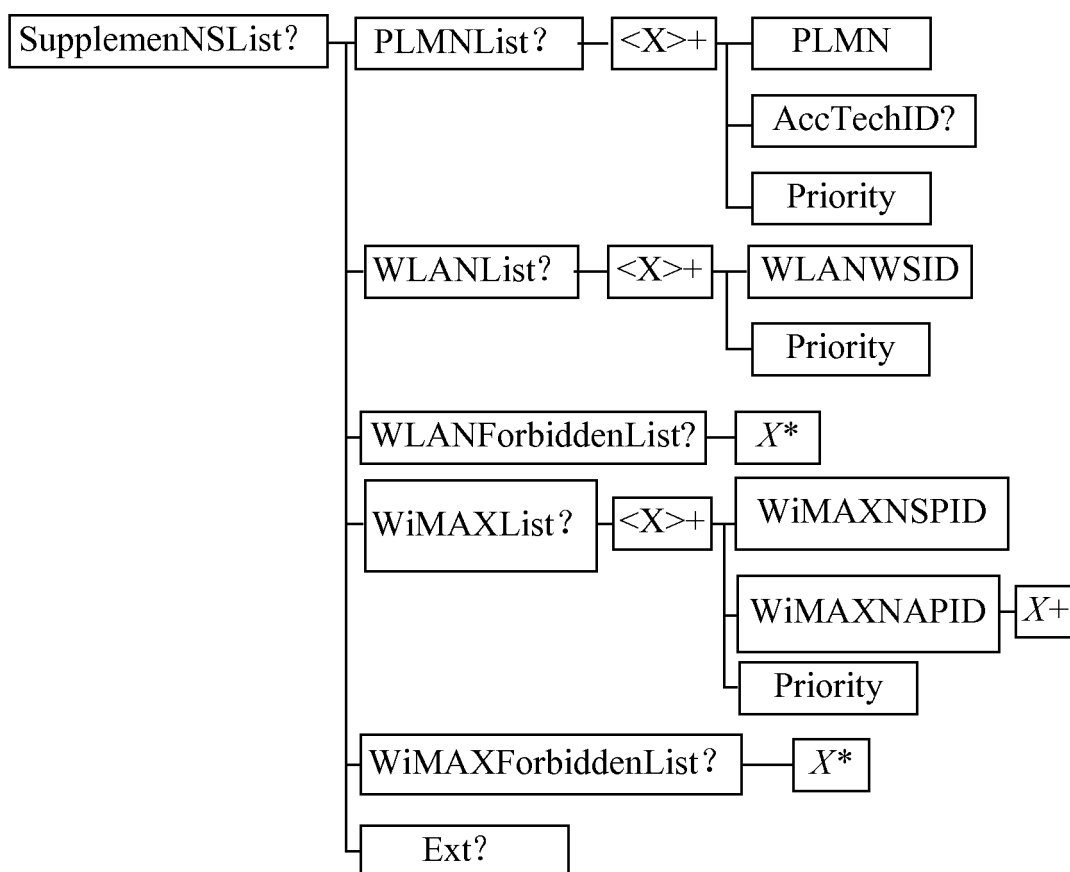 SupplemenNSList?
PLMNList?
<X>+
PLMN
AccTechID?
Priority
WLANList?
<X>+
WLANWSID
Priority
WLANForbiddenList?
X*
WiMAXList?
<X>+
WiMAXNSPID
WiMAXNAPID
X+
Priority
WiMAXForbiddenList?
X*
Ext?